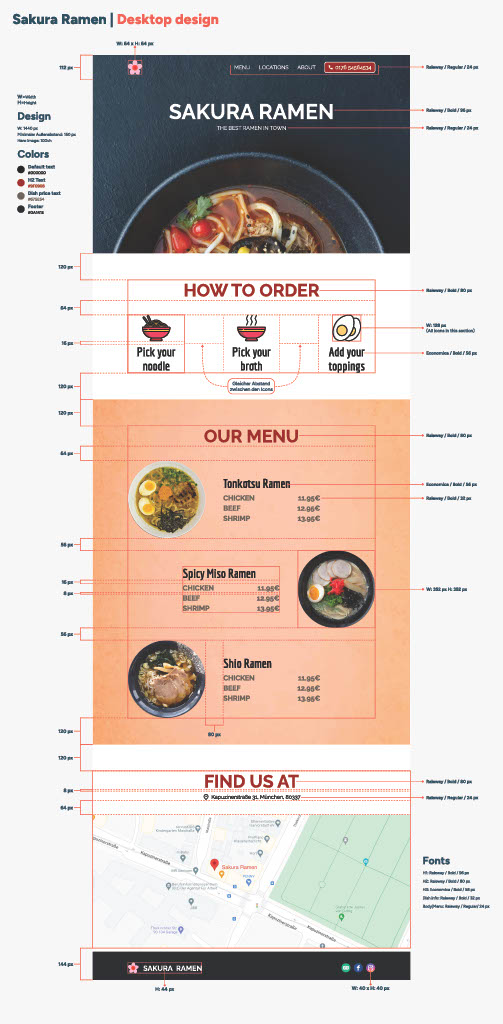 Sakura Ramen | Desktop design
W: 64 x H: 64 px
112 px
MENU LOCATIONS ABOUT 0176 54564534
Raleway / Regular / 24 px
W=Width
H=Height
Design
W: 1440 px
Hero Image: 100vh
Colors
Default text
#000000
H2 Text
Dish price text
Footer
SAKURA RAMEN
Raleway / Bold / 96 px
THE BEST RAMEN IN TOWN
Raleway / Regular / 24 px
120 px
HOW TO ORDER
Raleway / Bold / 80 px
64 px
W: 128 px
(All icons in this section)
16 px
Pick your
noodle
Pick your
broth
Add your
toppings
Economica / Bold / 56 px
Gleicher Abstand
zwischen den Icons
120 px
120 px
OUR MENU
Raleway / Bold / 80 px
64 px
Tonkotsu Ramen
Economica / Bold / 56 px
CHICKEN 11.95€
Raleway / Bold / 32 px
BEEF 12.95€
SHRIMP 13.95€
56 px
Spicy Miso Ramen
16 px
CHICKEN 11.95€
8 px
BEEF 12.95€
SHRIMP 13.95€
W: 352 px H: 352 px
56 px
Shio Ramen
CHICKEN 11.95€
BEEF 12.95€
SHRIMP 13.95€
120 px
80 px
120 px
FIND US AT
Raleway / Bold / 80 px
8 px
Kapuzinerstraße 31, München, 80337
Raleway / Regular / 24 px
64 px
Kapuzinerstraße
Sakura Ramen
Kapuzinerstraße
Fonts
H1: Raleway / Bold / 96 px
H2: Raleway / Bold / 80 px
H3: Economica / Bold / 56 px
Dish info: Raleway / Bold / 32 px
Body/Menu: Raleway / Regular/ 24 px
144 px
SAKURA RAMEN
H: 44 px
W: 40 x H: 40 px